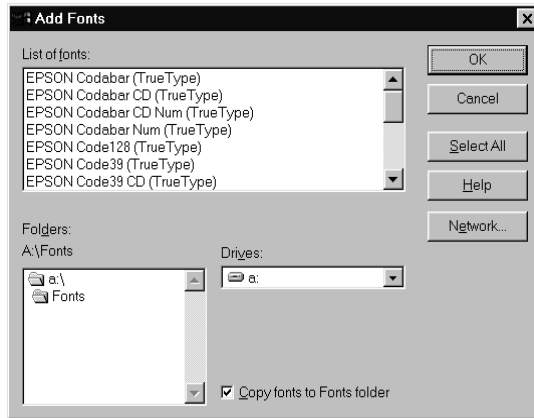 Add Fonts
List of fonts:
EPSON Codabar (TrueType)
EPSON Codabar CD (TrueType)
EPSON Codabar CD Num (TrueType)
EPSON Codabar Num (TrueType)
EPSON Code128 (TrueType)
EPSON Code39 (TrueType)
EPSON Code39 CD (TrueType)
OK
Cancel
Select All
Help
Network...
Folders:
A:\Fonts
a:\
Fonts
Drives:
a:
Copy fonts to Fonts folder